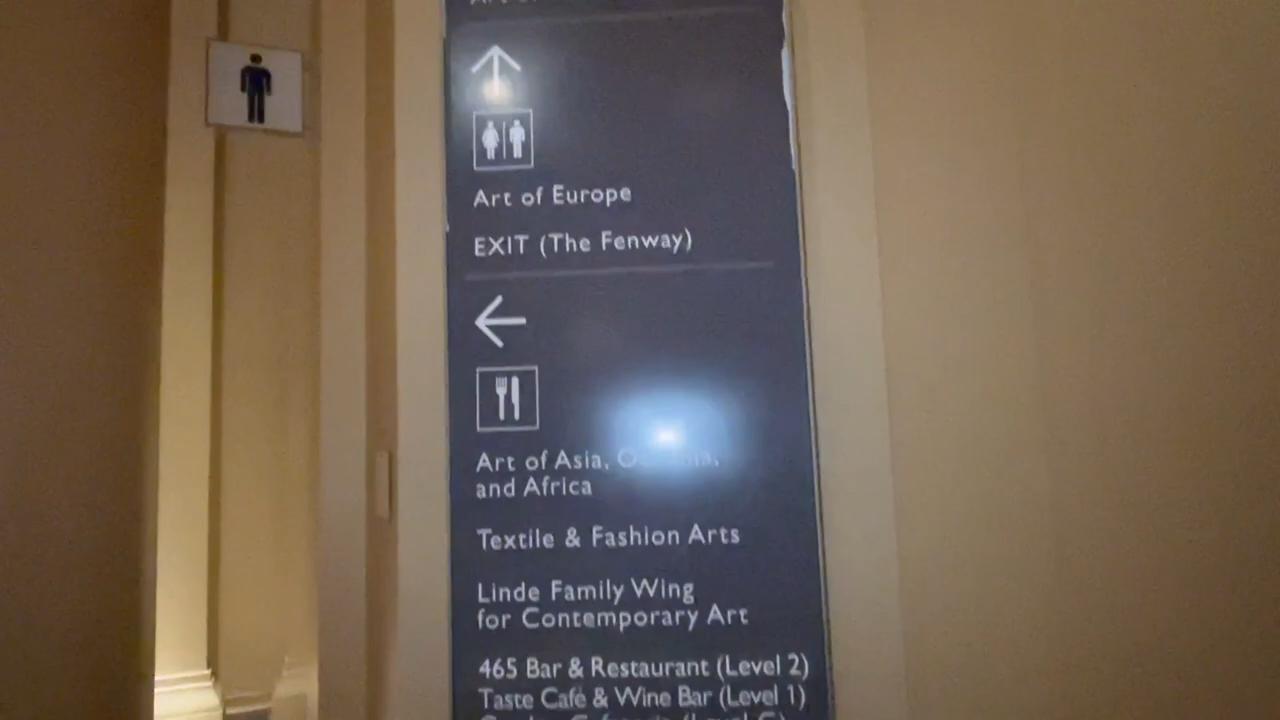 Art of Europe
EXIT (The Fenway)
Art of Asia,
and Africa
Textile & Fashion Arts
Linde Family Wing
for Contemporary Art
465 Bar & Restaurant (Level 2)
Taste Café & Wine Bar (Level 1)